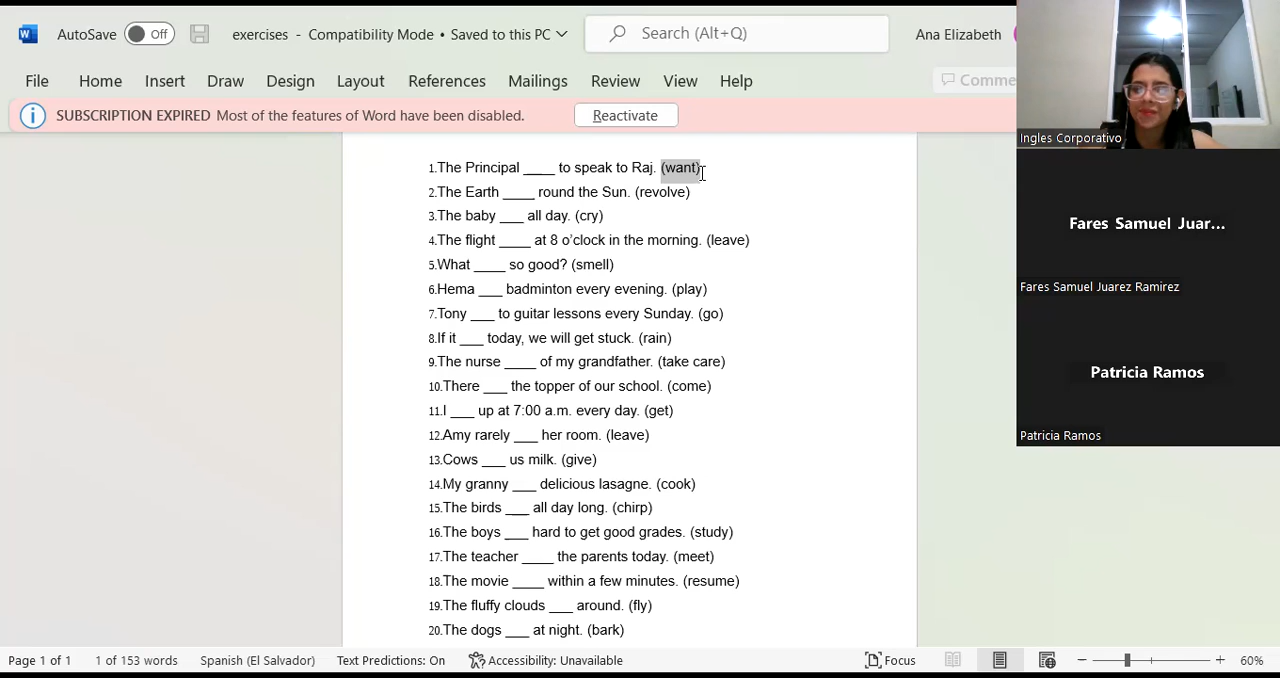 AutoSave Off exercises - Compatibility Mode • Saved to this PC Search (Alt+Q) Ana Elizabeth
File Home Insert Draw Design Layout References Mailings Review View Help Comme
SUBSCRIPTION EXPIRED Most of the features of Word have been disabled. Reactivate
1.The Principal ____ to speak to Raj. (want)
2.The Earth ____ round the Sun. (revolve)
3.The baby ___ all day. (cry)
4.The flight ____ at 8 o’clock in the morning. (leave)
5.What ____ so good? (smell)
6.Hema ___ badminton every evening. (play)
7.Tony ___ to guitar lessons every Sunday. (go)
8.If it ___ today, we will get stuck. (rain)
9.The nurse ____ of my grandfather. (take care)
10.There ___ the topper of our school. (come)
11.I ___ up at 7:00 a.m. every day. (get)
12.Amy rarely ___ her room. (leave)
13.Cows ___ us milk. (give)
14.My granny ___ delicious lasagne. (cook)
15.The birds ___ all day long. (chirp)
16.The boys ___ hard to get good grades. (study)
17.The teacher ____ the parents today. (meet)
18.The movie ____ within a few minutes. (resume)
19.The fluffy clouds ___ around. (fly)
20.The dogs ___ at night. (bark)
Page 1 of 1 1 of 153 words Spanish (El Salvador) Text Predictions: On Accessibility: Unavailable Focus 60%
Ingles Corporativo
Fares Samuel Juar...
Fares Samuel Juarez Ramirez
Patricia Ramos
Patricia Ramos